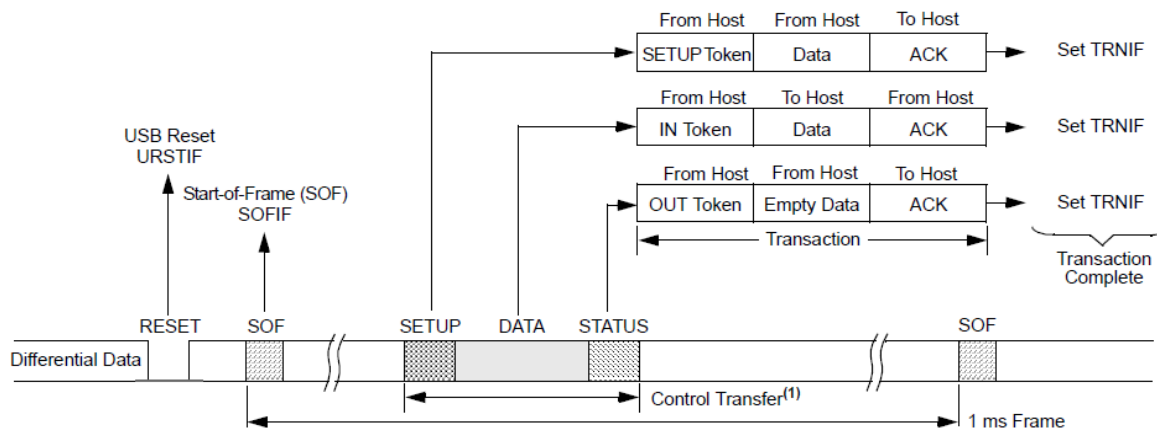 From Host From Host To Host
SETUP Token Data ACK Set TRNIF
From Host To Host From Host
IN Token Data ACK Set TRNIF
From Host From Host To Host
OUT Token Empty Data ACK Set TRNIF
Transaction
Transaction
Complete
USB Reset
URSTIF
Start-of-Frame (SOF)
SOFIF
RESET SOF SETUP DATA STATUS SOF
Differential Data
Control Transfer(1)
1 ms Frame